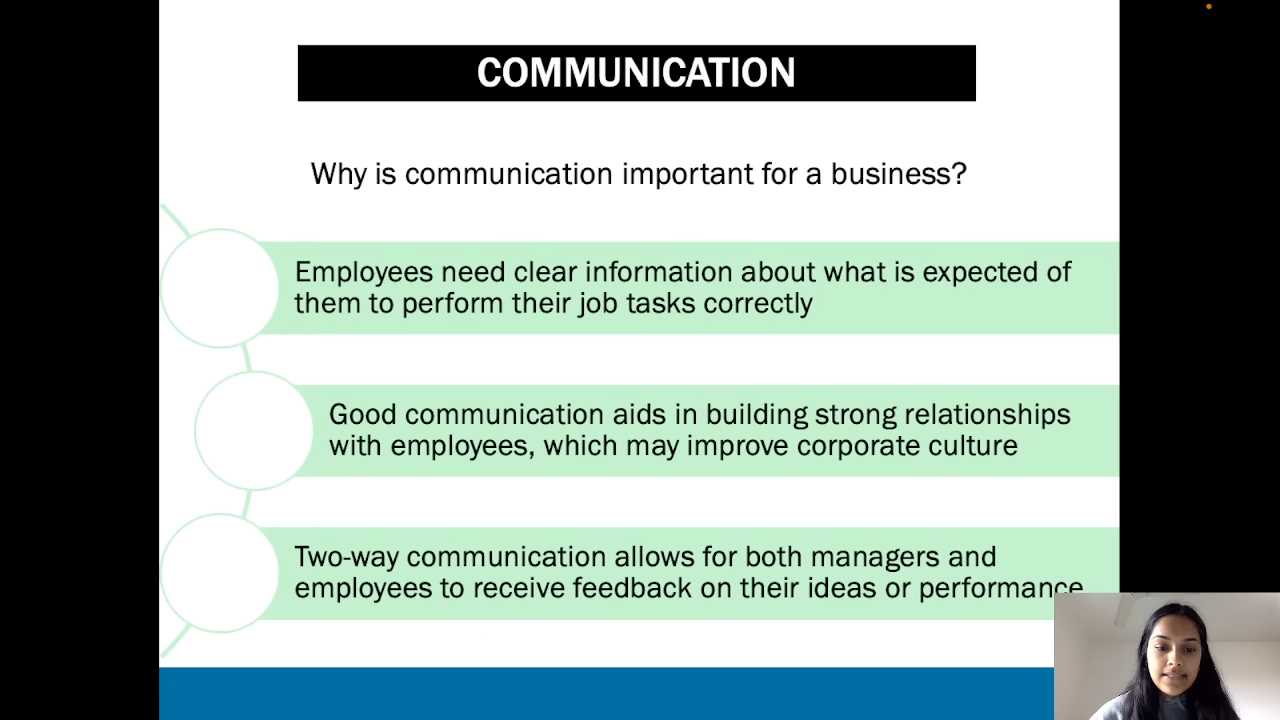 COMMUNICATION
Why is communication important for a business?
Employees need clear information about what is expected of
them to perform their job tasks correctly
Good communication aids in building strong relationships
with employees, which may improve corporate culture
Two-way communication allows for both managers and
employees to receive feedback on their ideas or performance